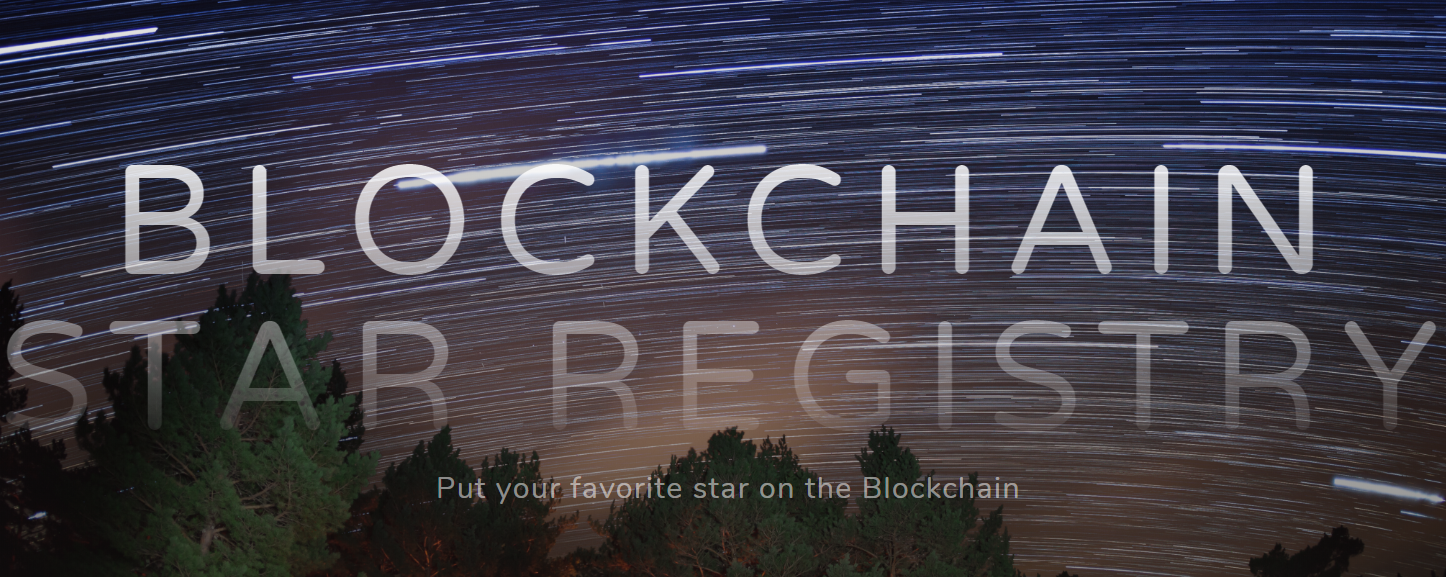 BLOCKCHAIN
STAR REGISTRY
Put your favorite star on the Blockchain